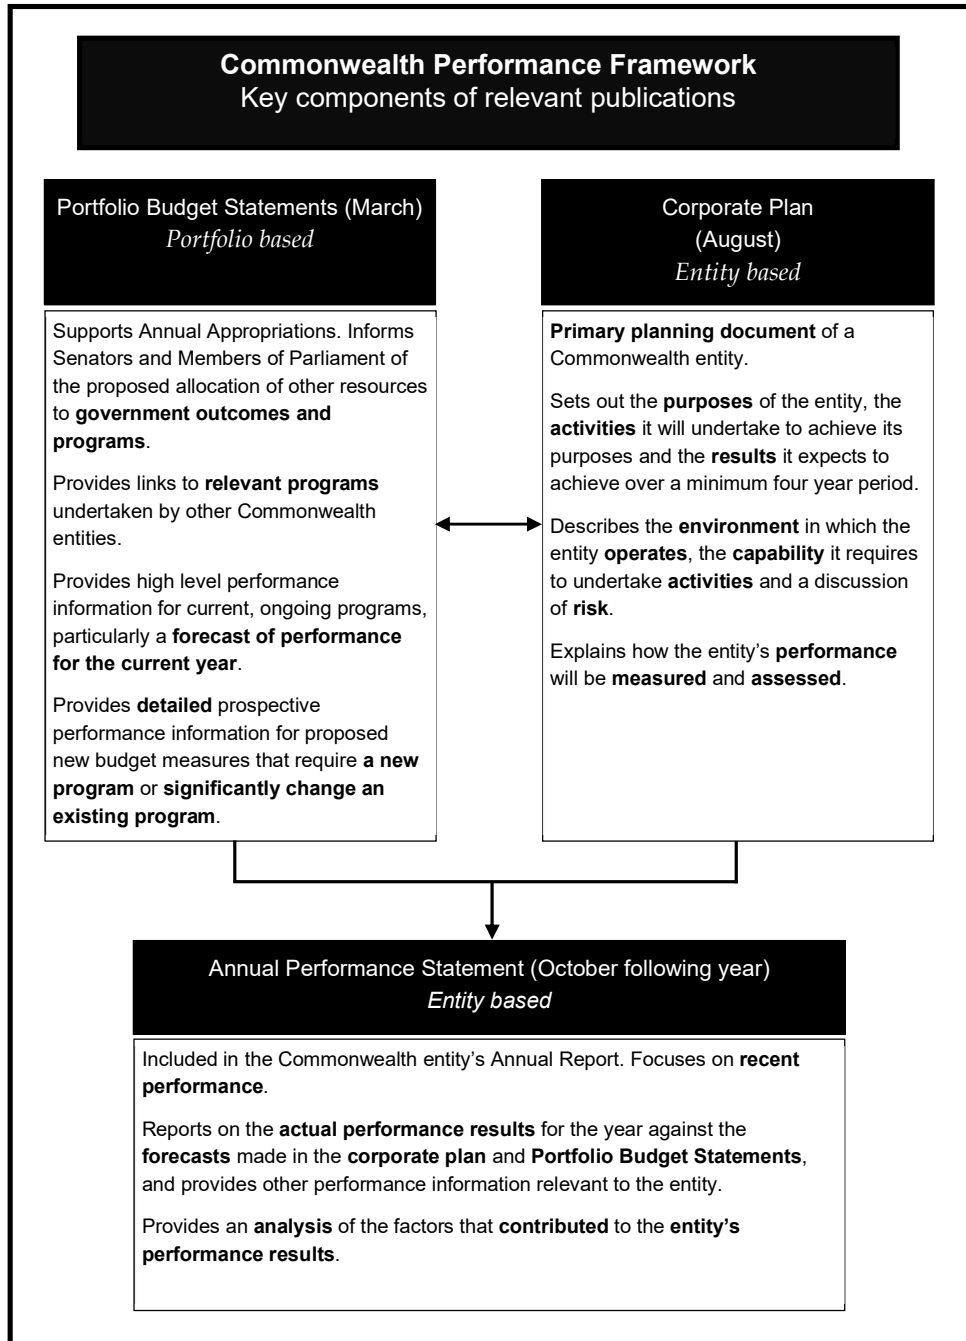 Commonwealth Performance Framework
Key components of relevant publications
Portfolio Budget Statements (March)
Portfolio based
Supports Annual Appropriations. Informs
Senators and Members of Parliament of
the proposed allocation of other resources
to government outcomes and
programs.
Provides links to relevant programs
undertaken by other Commonwealth
entities.
Provides high level performance
information for current, ongoing programs,
particularly a forecast of performance
for the current year.
Provides detailed prospective
performance information for proposed
new budget measures that require a new
program or significantly change an
existing program.
Corporate Plan
(August)
Entity based
Primary planning document of a
Commonwealth entity.
Sets out the purposes of the entity, the
activities it will undertake to achieve its
purposes and the results it expects to
achieve over a minimum four year period.
Describes the environment in which the
entity operates, the capability it requires
to undertake activities and a discussion
of risk.
Explains how the entity’s performance
will be measured and assessed.
Annual Performance Statement (October following year)
Entity based
Included in the Commonwealth entity’s Annual Report. Focuses on recent
performance.
Reports on the actual performance results for the year against the
forecasts made in the corporate plan and Portfolio Budget Statements,
and provides other performance information relevant to the entity.
Provides an analysis of the factors that contributed to the entity’s
performance results.